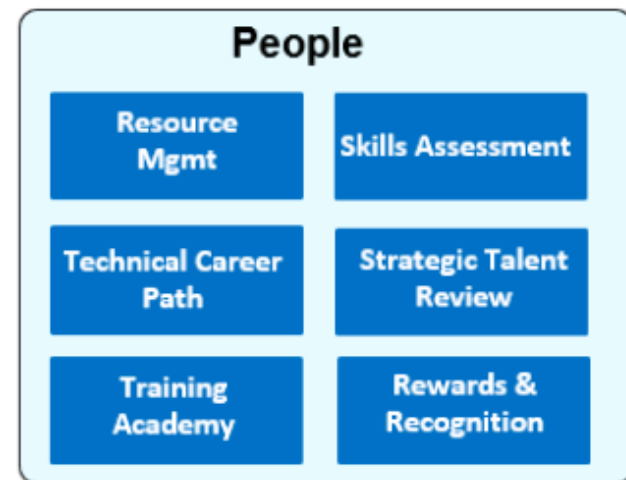 People
Resource
Mgmt
Skills Assessment
Technical Career
Path
Strategic Talent
Review
Training
Academy
Rewards &
Recognition